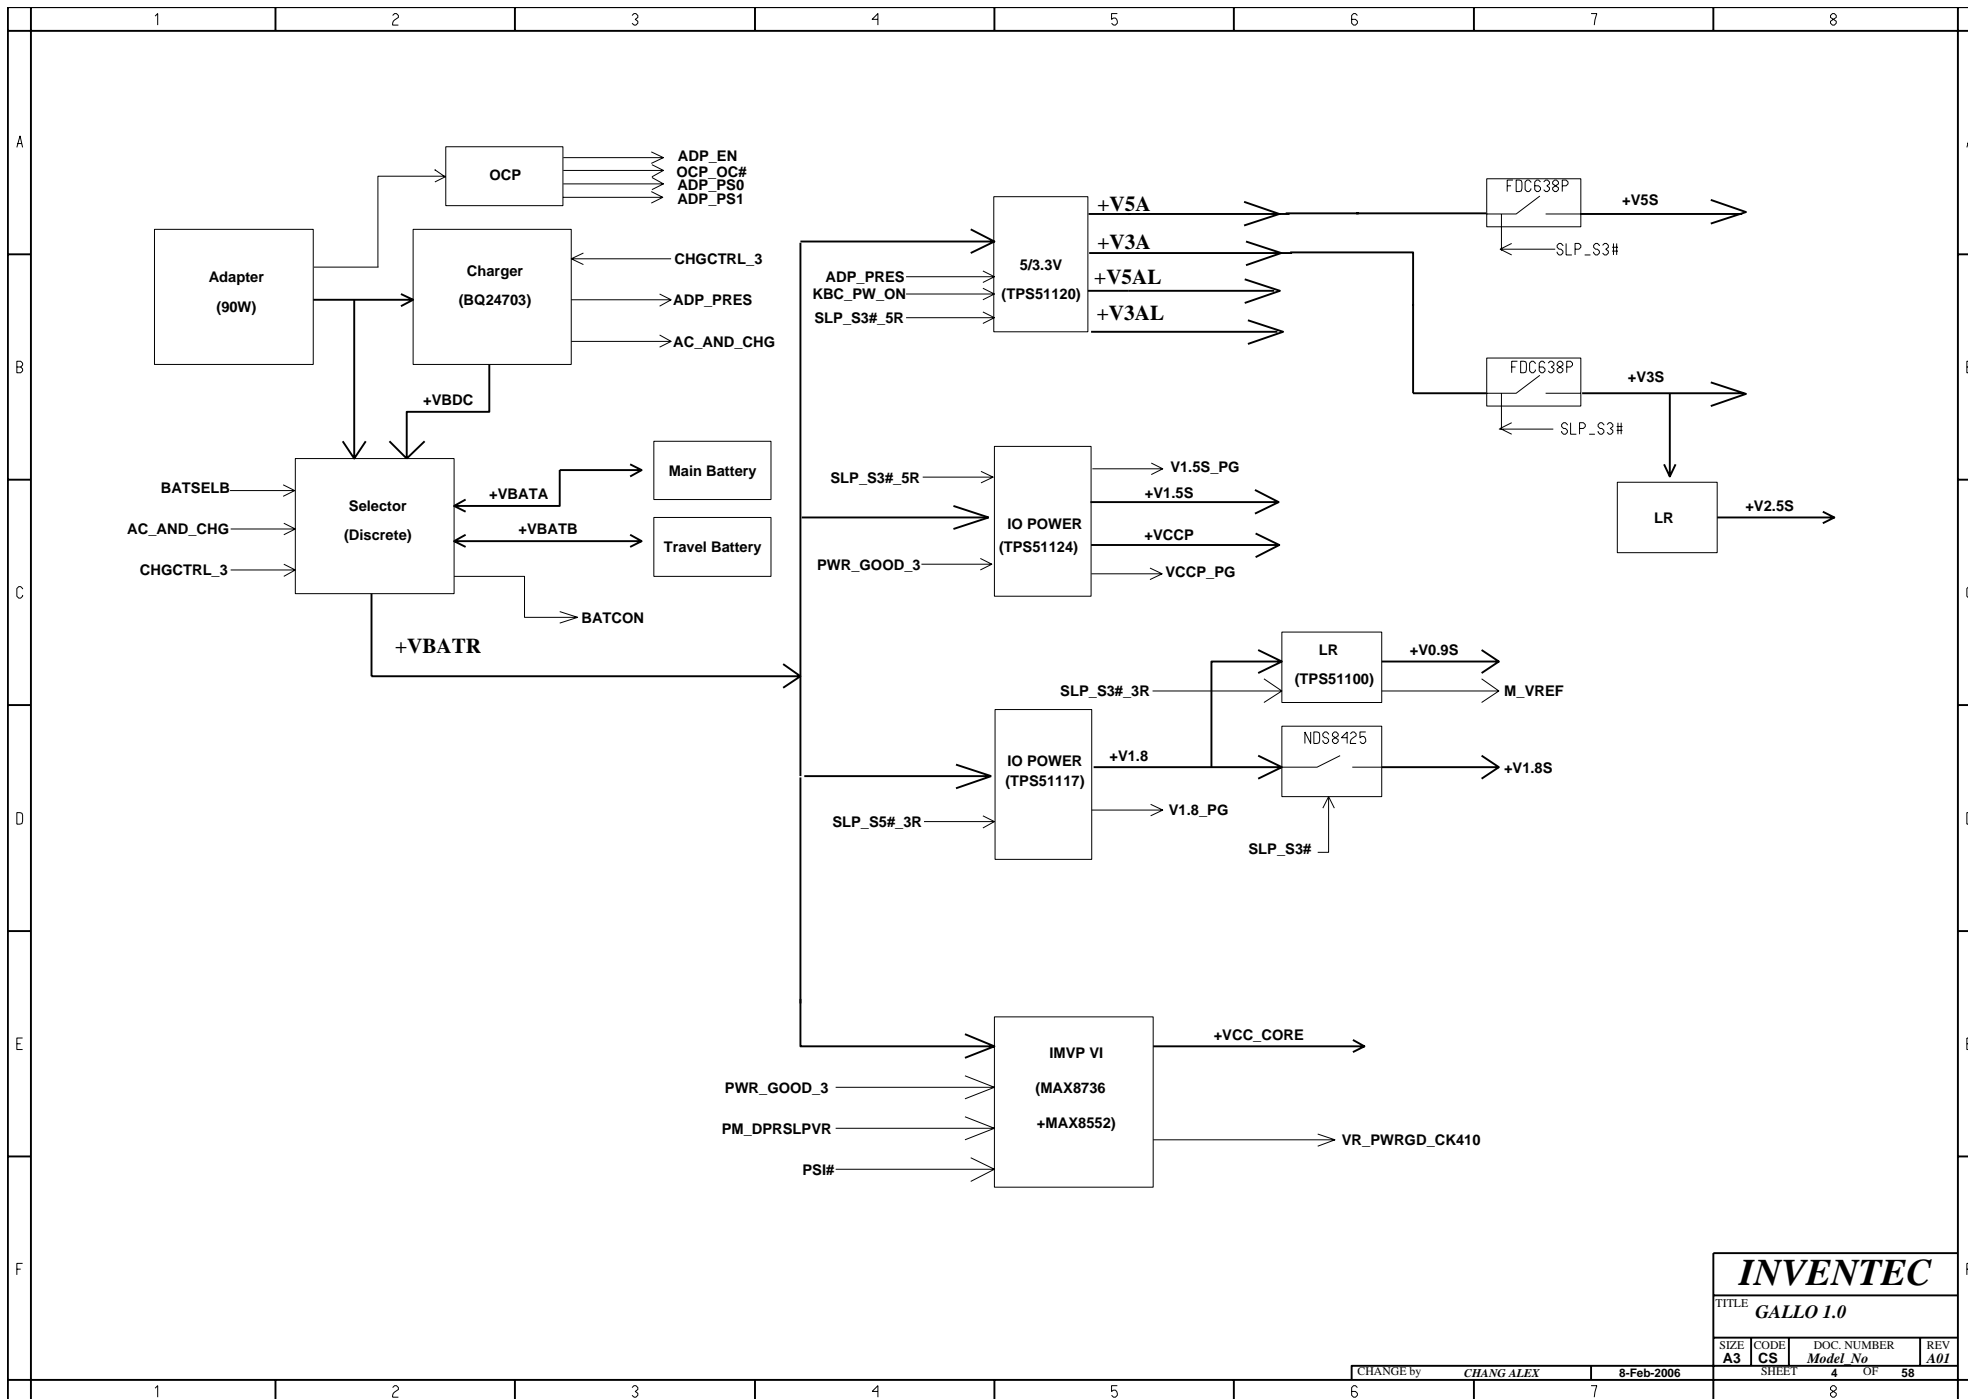 1 2 3 4 5 6 7 8
A
OCP
ADP_EN
OCP_OC#
ADP_PS0
ADP_PS1
Adapter
(90W)
Charger
(BQ24703)
CHGCTRL_3
ADP_PRES
AC_AND_CHG
+VBDC
B
Selector
(Discrete)
BATSELB
AC_AND_CHG
CHGCTRL_3
+VBATA
Main Battery
+VBATB
Travel Battery
BATCON
+VBATR
C
5/3.3V
(TPS51120)
ADP_PRES
KBC_PW_ON
SLP_S3#_5R
+V5A
+V3A
+V5AL
+V3AL
FDC638P
+V5S
SLP_S3#
FDC638P
+V3S
SLP_S3#
LR
+V2.5S
SLP_S3#_5R
IO POWER
(TPS51124)
PWR_GOOD_3
V1.5S_PG
+V1.5S
+VCCP
VCCP_PG
LR
(TPS51100)
SLP_S3#_3R
+V0.9S
M_VREF
D
IO POWER
(TPS51117)
SLP_S5#_3R
+V1.8
V1.8_PG
NDS8425
+V1.8S
SLP_S3#
E
IMVP VI
(MAX8736
+MAX8552)
PWR_GOOD_3
PM_DPRSLPVR
PSI#
+VCC_CORE
VR_PWRGD_CK410
F
INVENTEC
TITLE GALLO 1.0
SIZE CODE DOC. NUMBER REV
A3 CS Model_No A01
CHANGE by CHANG ALEX 8-Feb-2006 SHEET 4 OF 58
1 2 3 4 5 6 7 8